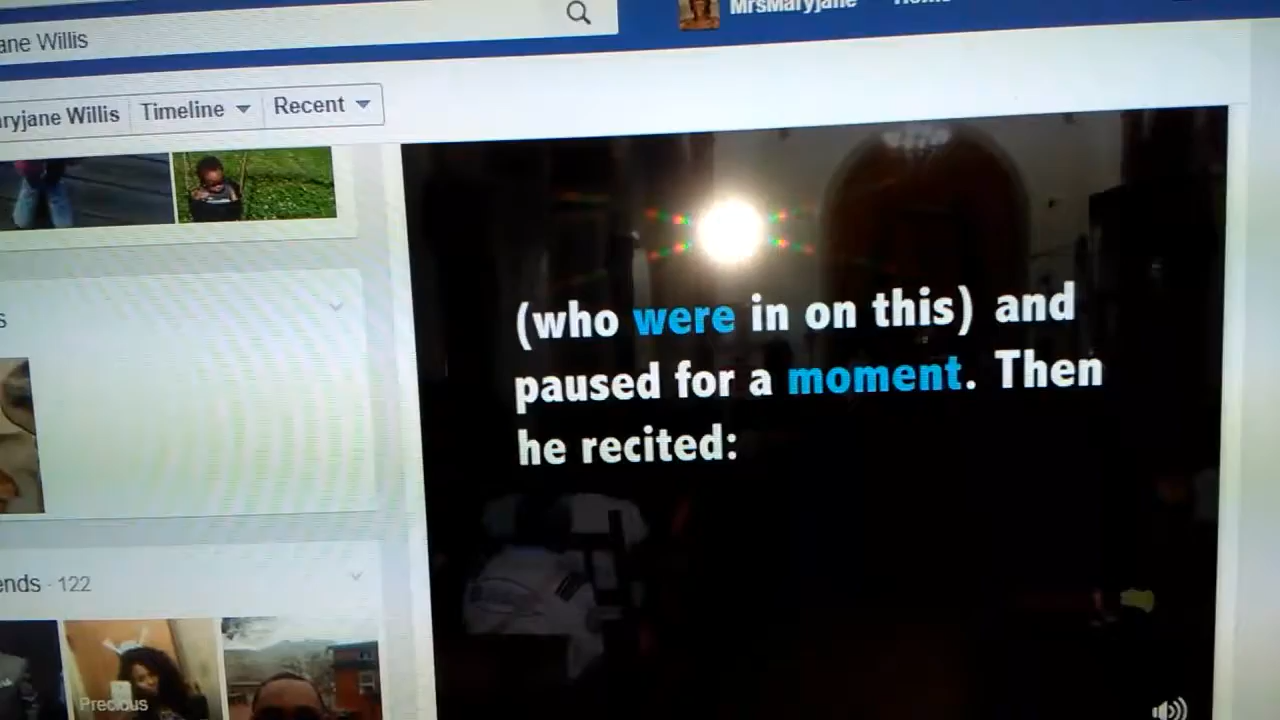 MrsMaryjane Home
ane Willis
ryjane Willis Timeline Recent
(who were in on this) and
paused for a moment. Then
he recited:
s
ends · 122
Precious